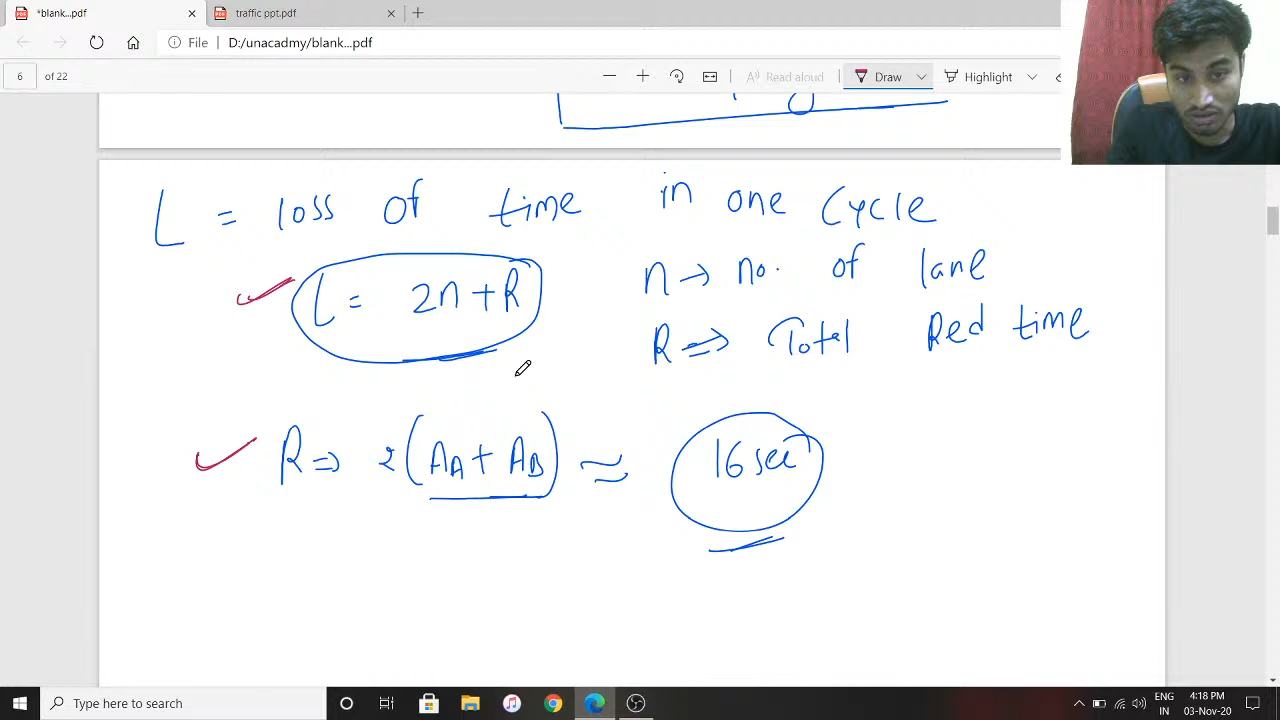 *blank.pdf
traffic ppt.pdf
File D:/unacadmy/blank...pdf
6 of 22
Read aloud Draw Highlight
L = loss of time in one cycle
L = 2n + R
n → no. of lane
R ⇒ Total Red time
R ⇒ 2(AA + AB) ≈ 16 sec
Type here to search
ENG
IN
4:18 PM
03-Nov-20